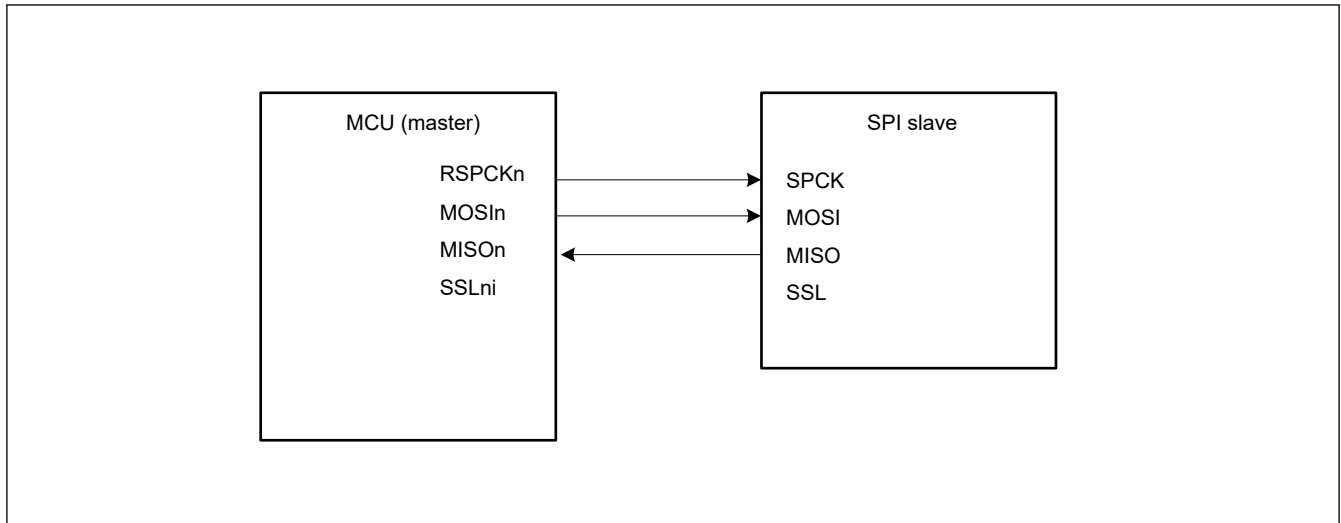 MCU (master)
RSPCKn
MOSIn
MISOn
SSLni
SPI slave
SPCK
MOSI
MISO
SSL